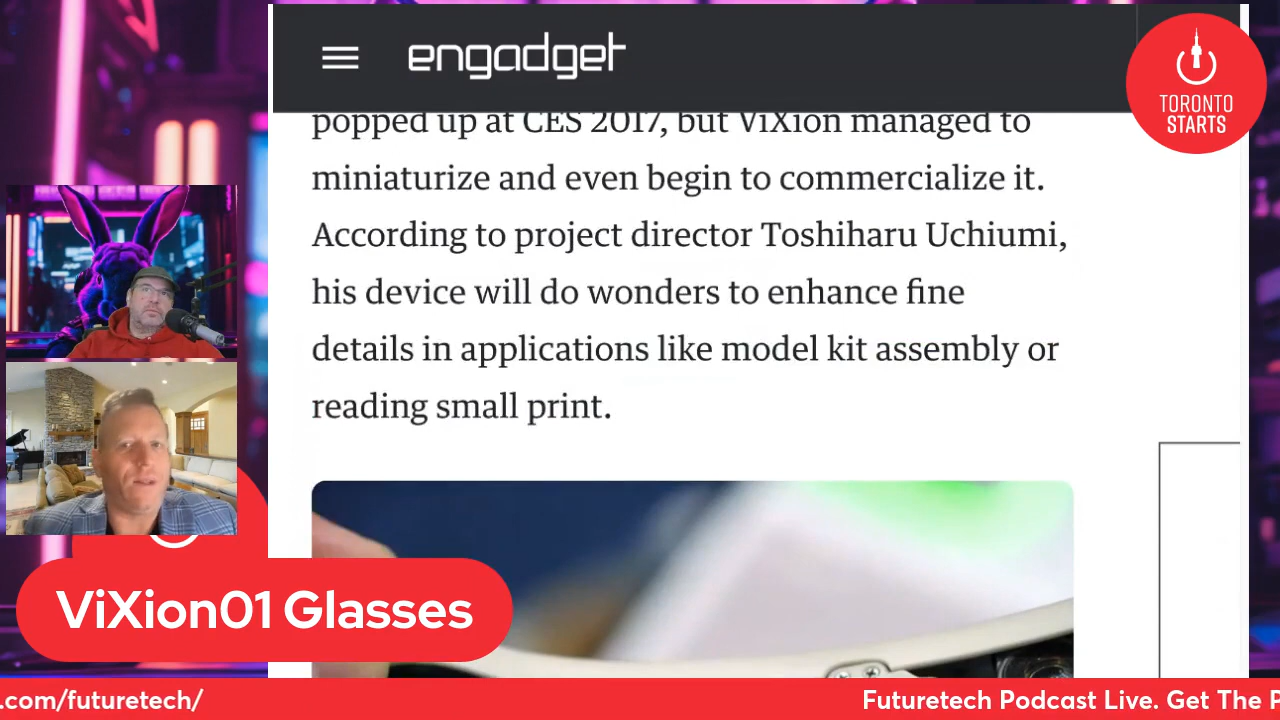 engadget
TORONTO
STARTS
popped up at CES 2017, but ViXion managed to
miniaturize and even begin to commercialize it.
According to project director Toshiharu Uchiumi,
his device will do wonders to enhance fine
details in applications like model kit assembly or
reading small print.
ViXion01 Glasses
.com/futuretech/
Futuretech Podcast Live. Get The P